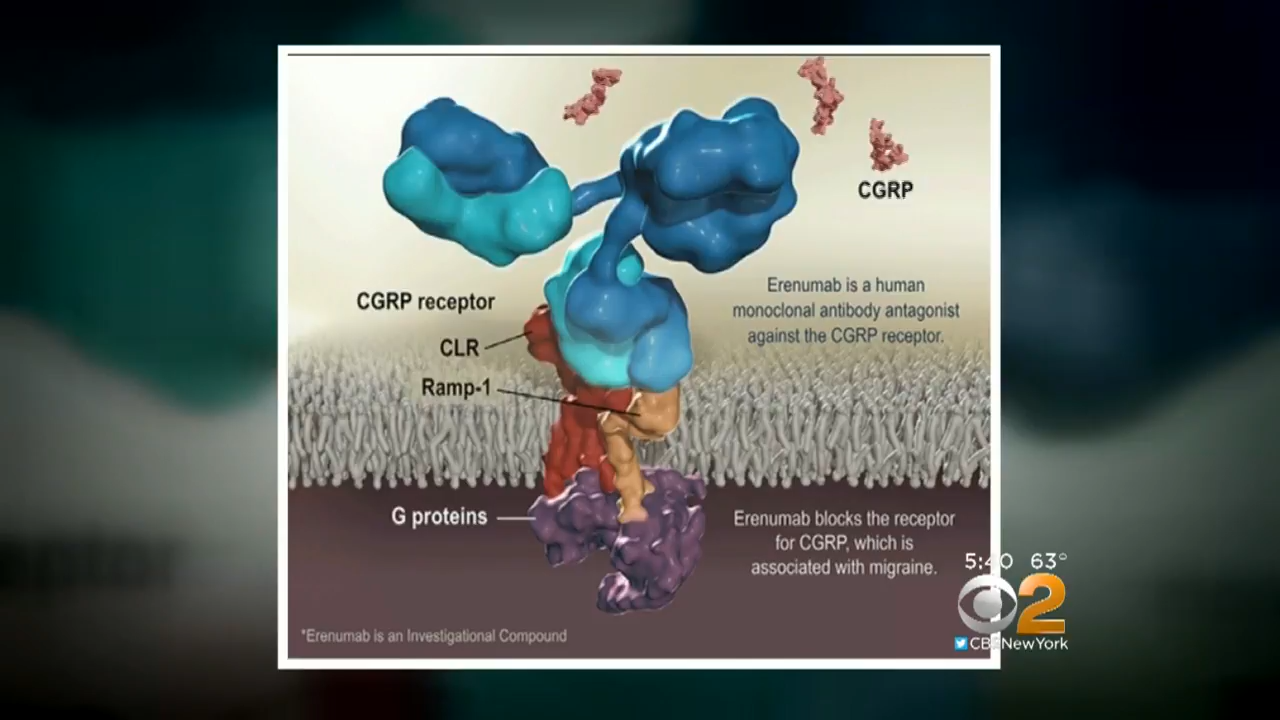 CGRP
Erenumab is a human
monoclonal antibody antagonist
against the CGRP receptor.
CGRP receptor
CLR
Ramp-1
G proteins
Erenumab blocks the receptor
for CGRP, which is
associated with migraine.
*Erenumab is an Investigational Compound
5:40 63°
2
CBSNewYork